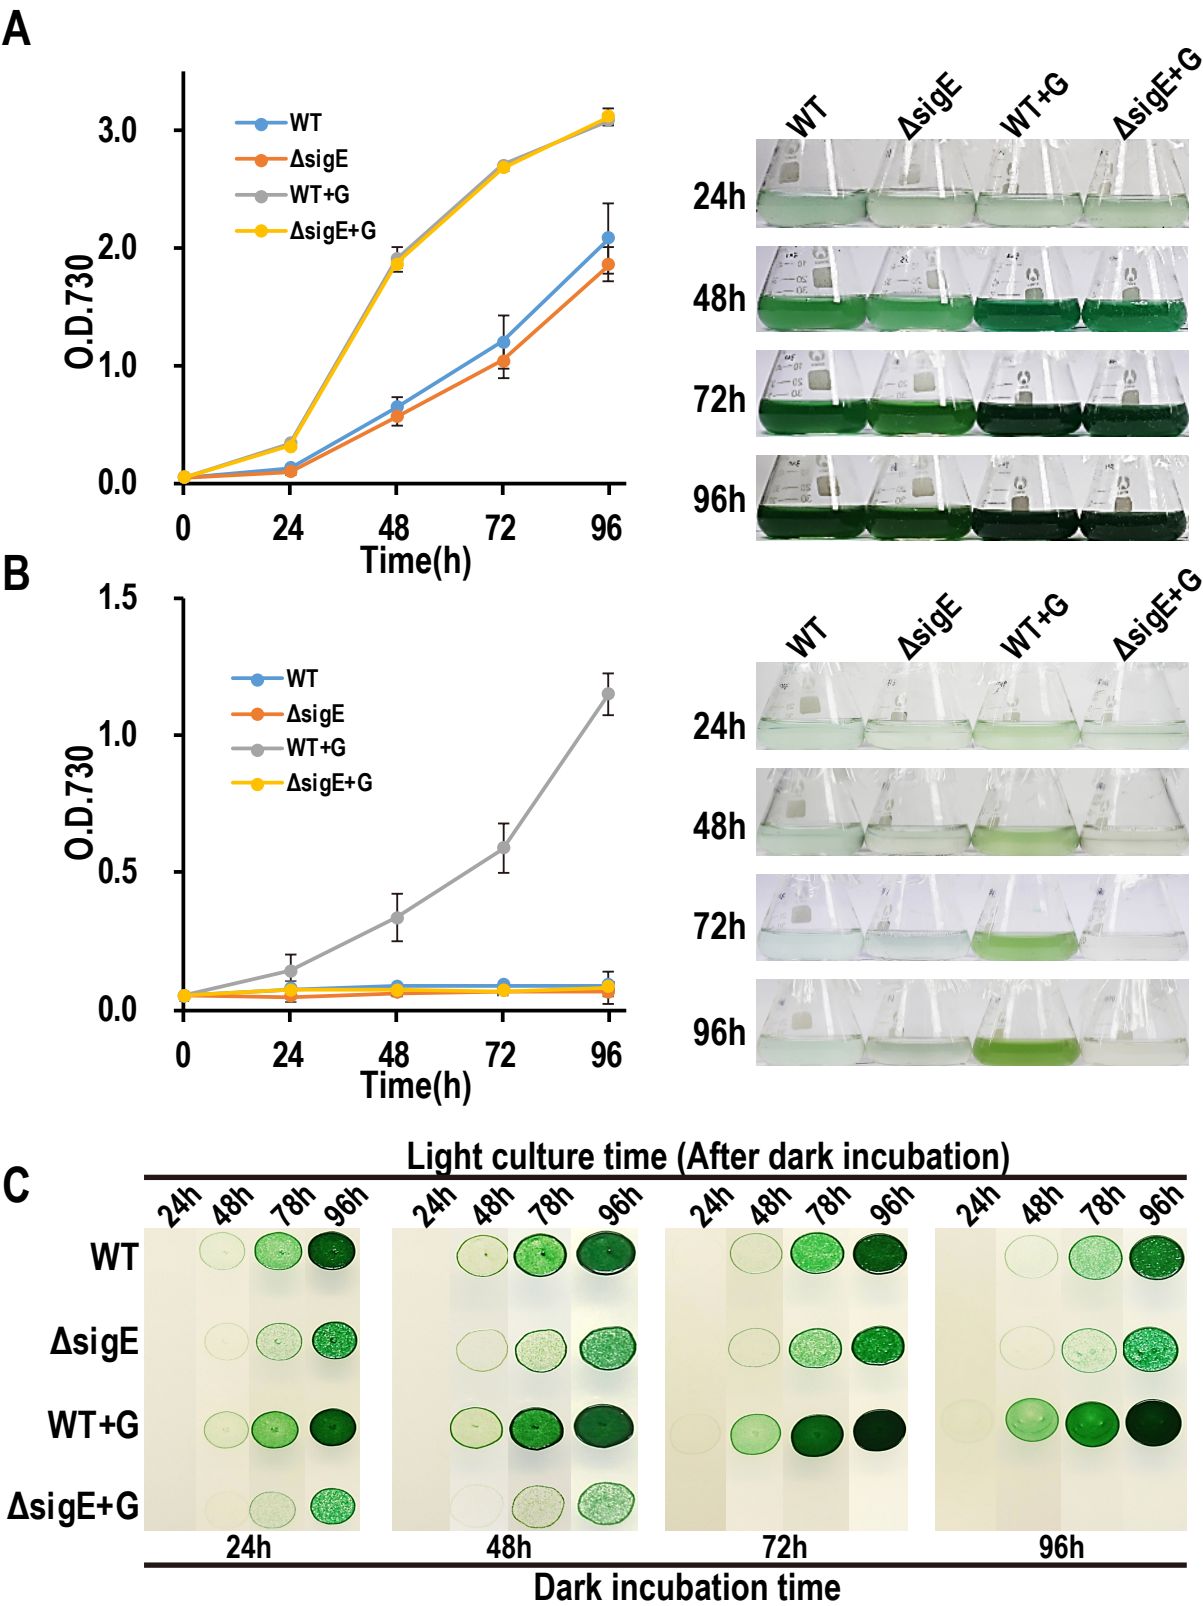 A
3.0
2.0
1.0
0.0
O.D.730
WT
ΔsigE
WT+G
ΔsigE+G
0 24 48 72 96
Time(h)
WT ΔsigE WT+G ΔsigE+G
24h
48h
72h
96h
B
1.5
1.0
0.5
0.0
O.D.730
WT
ΔsigE
WT+G
ΔsigE+G
0 24 48 72 96
Time(h)
WT ΔsigE WT+G ΔsigE+G
24h
48h
72h
96h
C
Light culture time (After dark incubation)
24h 48h 78h 96h 24h 48h 78h 96h 24h 48h 78h 96h 24h 48h 78h 96h
WT
ΔsigE
WT+G
ΔsigE+G
24h 48h 72h 96h
Dark incubation time